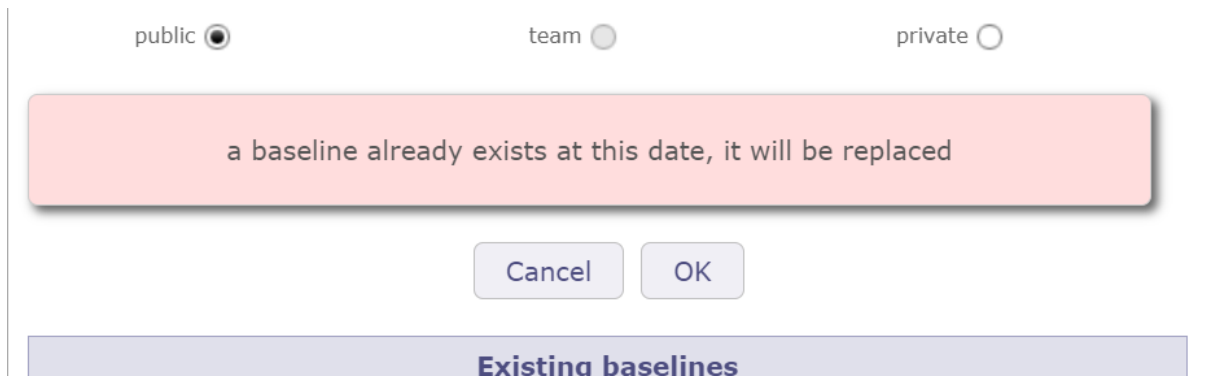 public team private
a baseline already exists at this date, it will be replaced
Cancel OK
Existing baselines